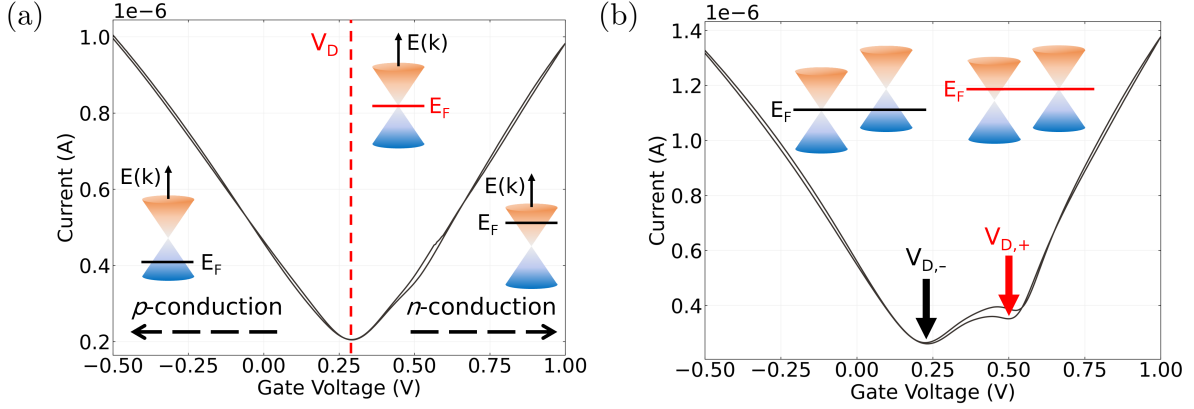 (a)
1e−6
Current (A)
1.0
0.8
0.6
0.4
0.2
V_D
E(k)
E_F
E(k)
E_F
E(k)
E_F
p-conduction
n-conduction
−0.50 −0.25 0.00 0.25 0.50 0.75 1.00
Gate Voltage (V)
(b)
1e−6
Current (A)
1.4
1.2
1.0
0.8
0.6
0.4
E_F
E_F
V_D,–
V_D,+
−0.50 −0.25 0.00 0.25 0.50 0.75 1.00
Gate Voltage (V)